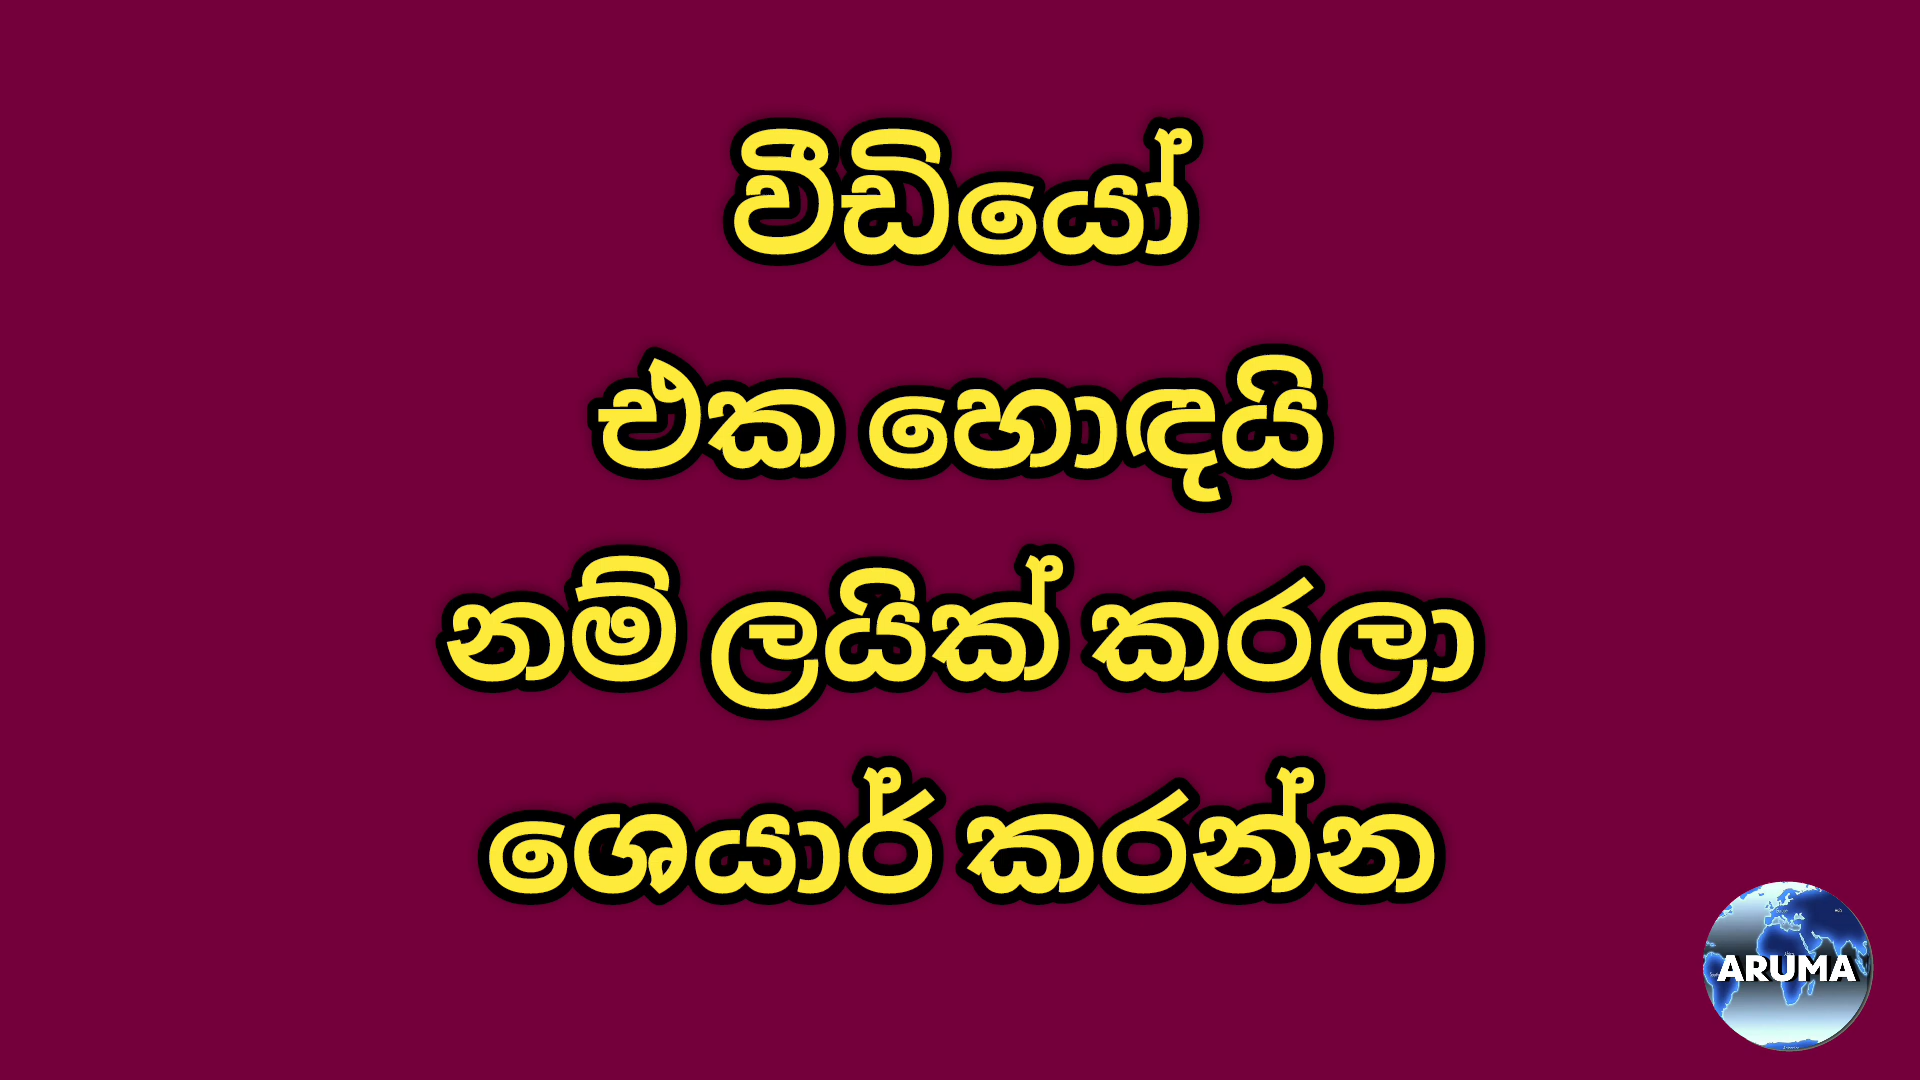 වීඩියෝ
එක හොඳයි
නම් ලයික් කරලා
ශෙයාර් කරන්න
ARUMA